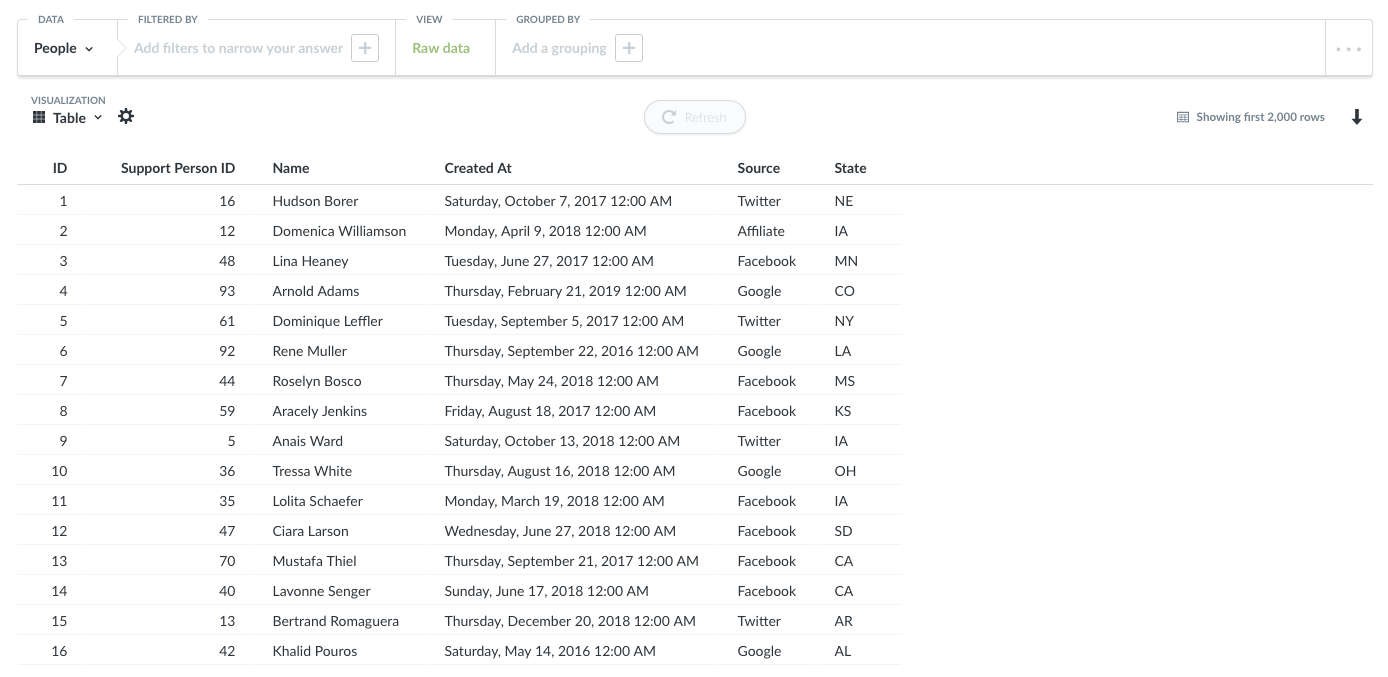 DATA FILTERED BY VIEW GROUPED BY
People Add filters to narrow your answer Raw data Add a grouping
VISUALIZATION
Table Refresh Showing first 2,000 rows
ID Support Person ID Name Created At Source State
1 16 Hudson Borer Saturday, October 7, 2017 12:00 AM Twitter NE
2 12 Domenica Williamson Monday, April 9, 2018 12:00 AM Affiliate IA
3 48 Lina Heaney Tuesday, June 27, 2017 12:00 AM Facebook MN
4 93 Arnold Adams Thursday, February 21, 2019 12:00 AM Google CO
5 61 Dominique Leffler Tuesday, September 5, 2017 12:00 AM Twitter NY
6 92 Rene Muller Thursday, September 22, 2016 12:00 AM Google LA
7 44 Roselyn Bosco Thursday, May 24, 2018 12:00 AM Facebook MS
8 59 Aracely Jenkins Friday, August 18, 2017 12:00 AM Facebook KS
9 5 Anais Ward Saturday, October 13, 2018 12:00 AM Twitter IA
10 36 Tressa White Thursday, August 16, 2018 12:00 AM Google OH
11 35 Lolita Schaefer Monday, March 19, 2018 12:00 AM Facebook IA
12 47 Ciara Larson Wednesday, June 27, 2018 12:00 AM Facebook SD
13 70 Mustafa Thiel Thursday, September 21, 2017 12:00 AM Facebook CA
14 40 Lavonne Senger Sunday, June 17, 2018 12:00 AM Facebook CA
15 13 Bertrand Romaguera Thursday, December 20, 2018 12:00 AM Twitter AR
16 42 Khalid Pouros Saturday, May 14, 2016 12:00 AM Google AL